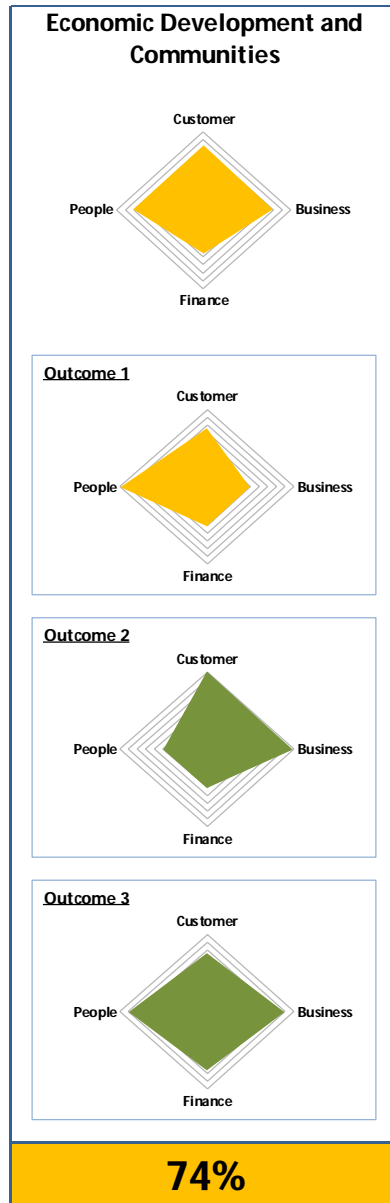 Economic Development and
Communities
Customer
People
Business
Finance
Outcome 1
Customer
People
Business
Finance
Outcome 2
Customer
People
Business
Finance
Outcome 3
Customer
People
Business
Finance
74%